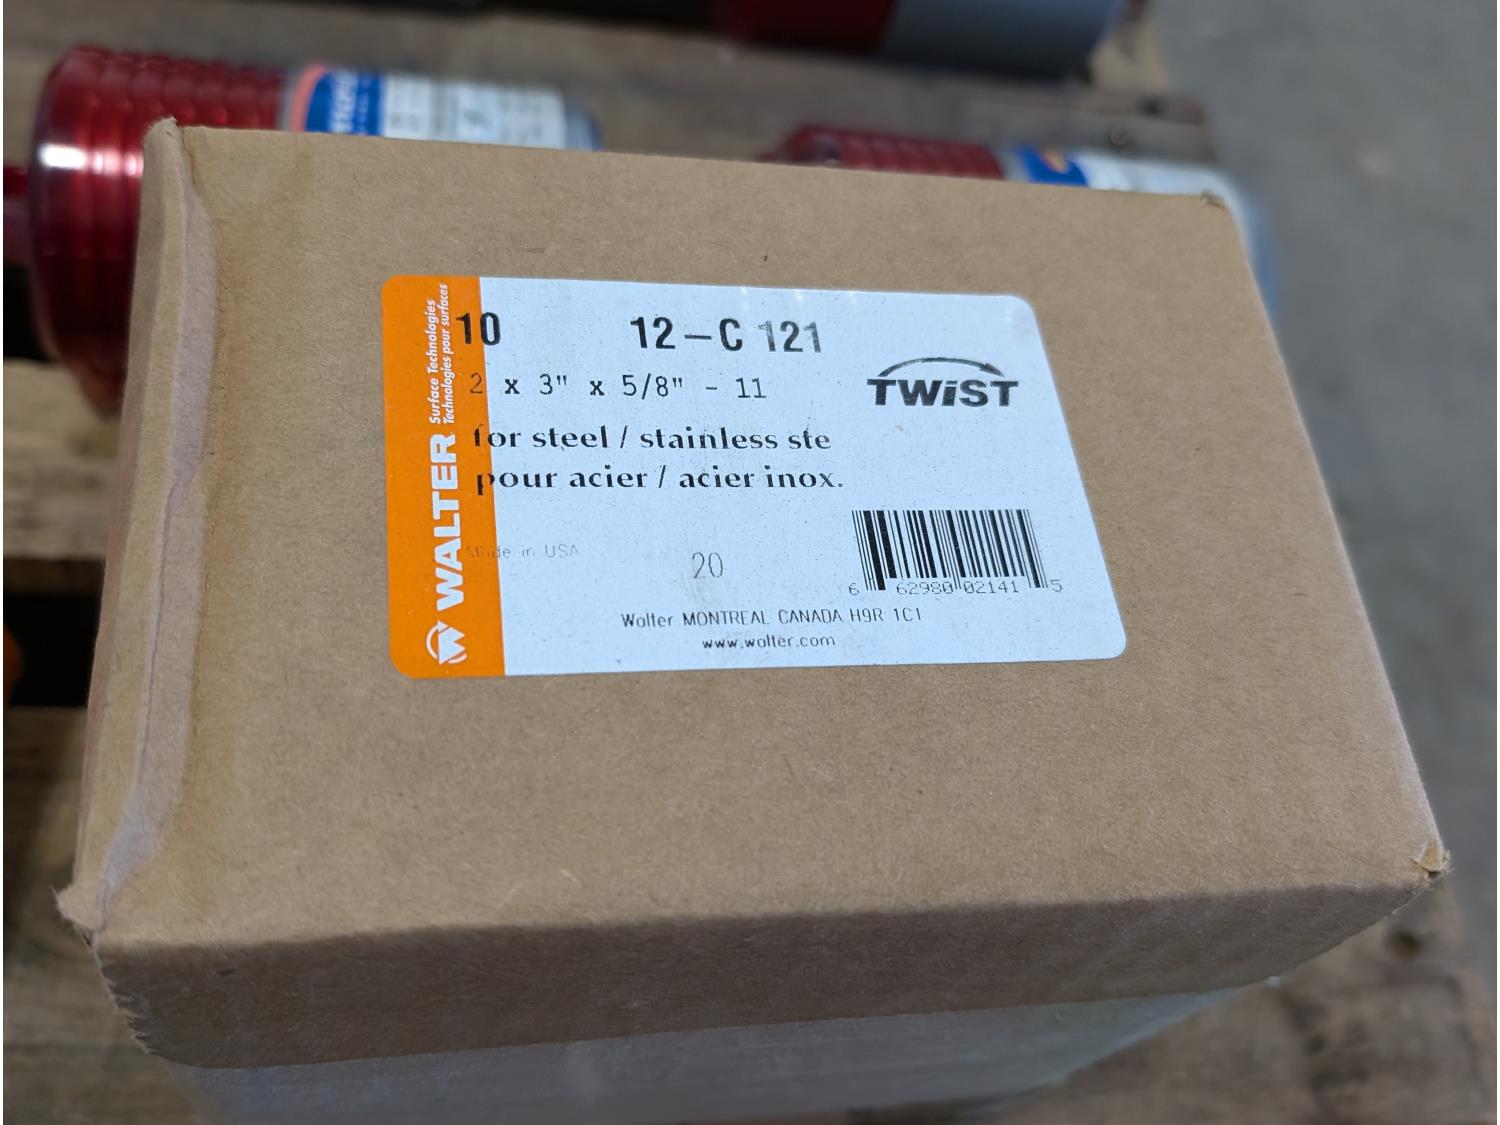 WALTER Surface Technologies
Technologies pour surfaces
10 12-C 121
2 x 3" x 5/8" - 11
TWiST
for steel / stainless ste
pour acier / acier inox.
Made in USA
20
6 62980 02141 5
Walter MONTREAL CANADA H9R 1C1
www.walter.com